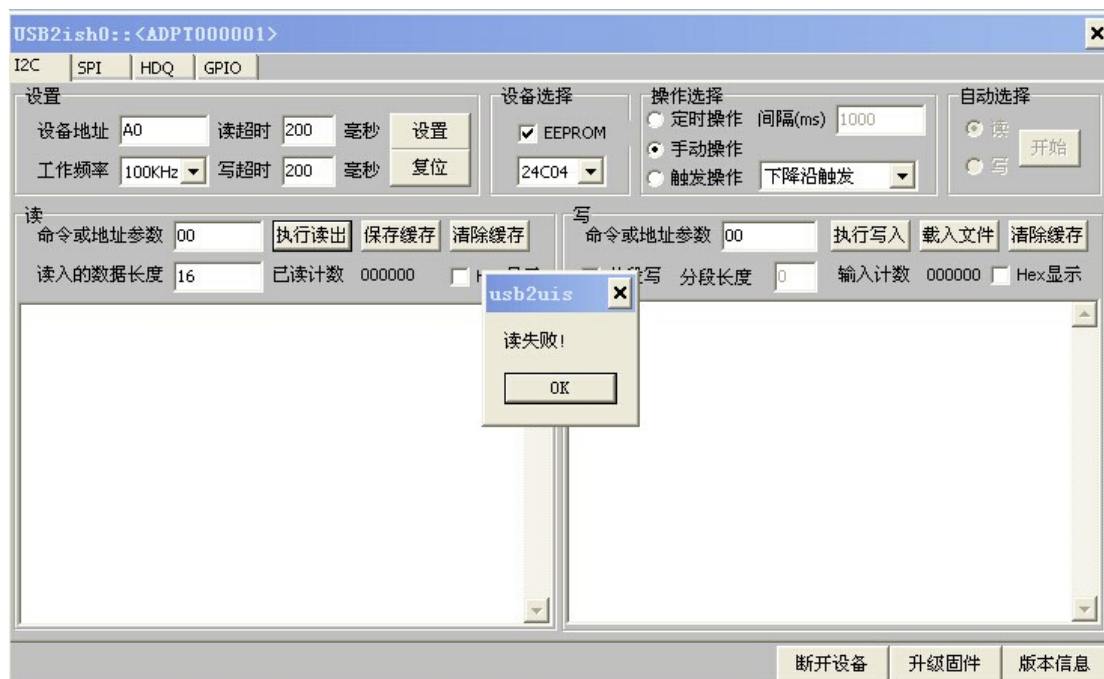 USB2ish0::<ADPT000001>
I2C SPI HDQ GPIO
设置 设备选择 操作选择 自动选择
设备地址 A0 读超时 200 毫秒 设置 EEPROM 定时操作 间隔(ms) 1000 读 开始
手动操作
工作频率 100KHz 写超时 200 毫秒 复位 24C04 触发操作 下降沿触发 写
读 写
命令或地址参数 00 执行读出 保存缓存 清除缓存 命令或地址参数 00 执行写入 载入文件 清除缓存
读入的数据长度 16 已读计数 000000 分段长度 0 输入计数 000000 Hex显示
usb2uis
读失败!
OK
断开设备 升级固件 版本信息